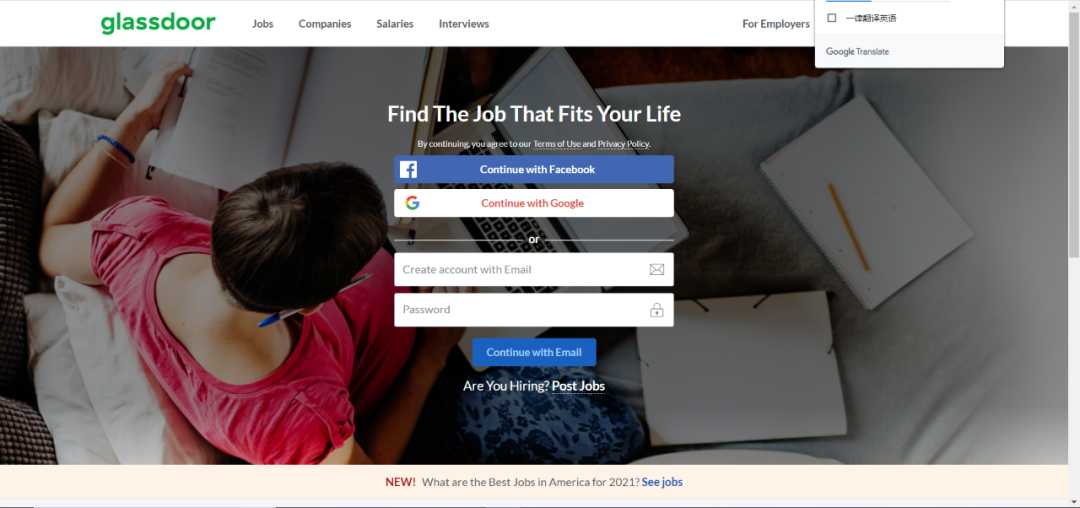 glassdoor Jobs Companies Salaries Interviews For Employers
一律翻译英语
Google Translate
Find The Job That Fits Your Life
By continuing, you agree to our Terms of Use and Privacy Policy.
Continue with Facebook
Continue with Google
or
Create account with Email
Password
Continue with Email
Are You Hiring? Post Jobs
NEW! What are the Best Jobs in America for 2021? See jobs